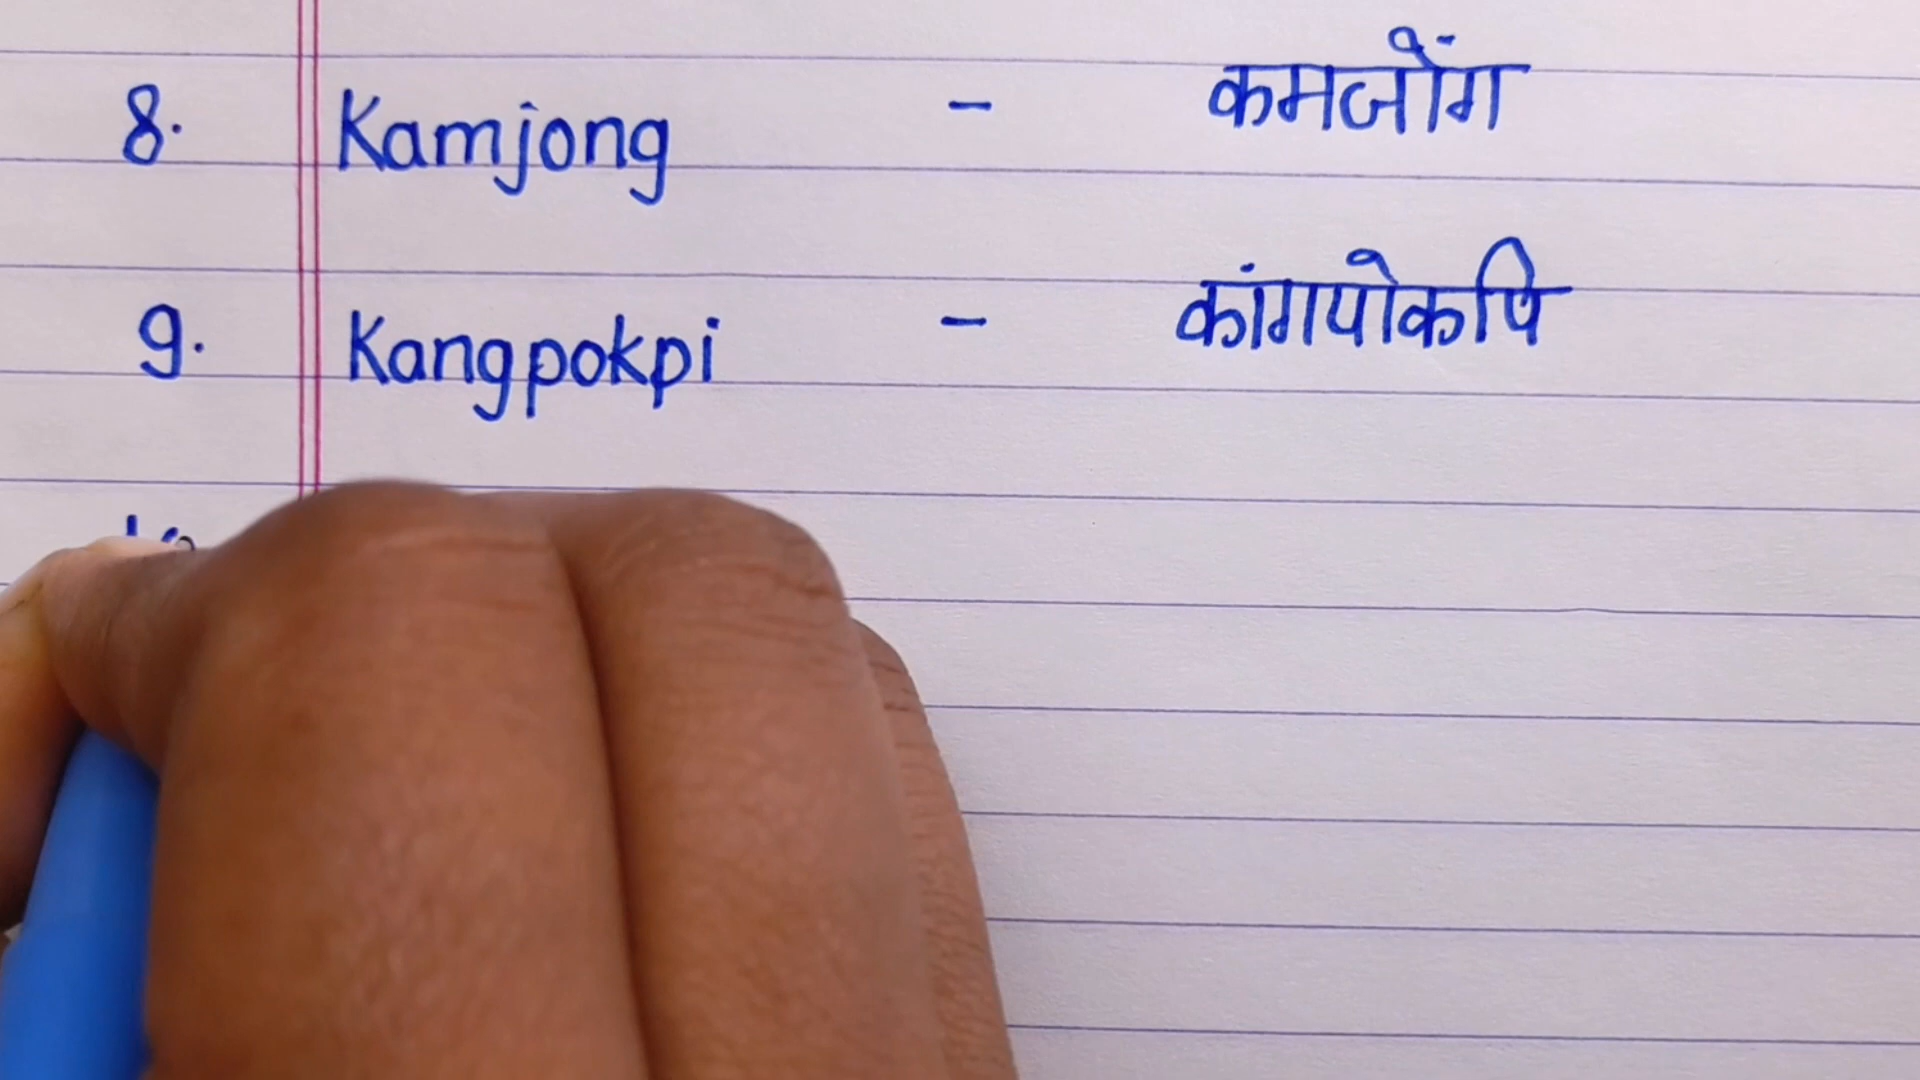 8. Kamjong - कमजोंग
9. Kangpokpi - कांगपोकपि